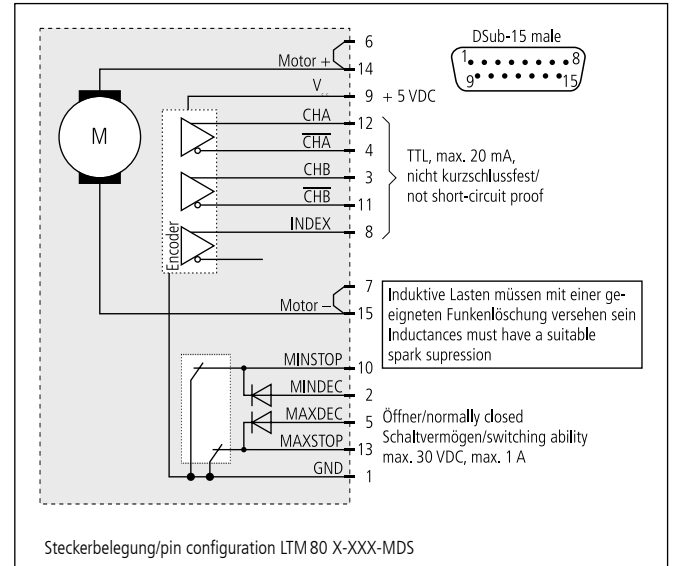 DSub-15 male
1 8
9 15
6
Motor +
14
V
9 + 5 VDC
CHA
12
CHA
4
CHB
3
CHB
11
INDEX
8
TTL, max. 20 mA,
nicht kurzschlussfest/
not short-circuit proof
M
Encoder
7
Motor –
15
Induktive Lasten müssen mit einer ge-
eigneten Funkenlöschung versehen sein
Inductances must have a suitable
spark supression
MINSTOP
10
MINDEC
2
MAXDEC
5
MAXSTOP
13
GND
1
Öffner/normally closed
Schaltvermögen/switching ability
max. 30 VDC, max. 1 A
Steckerbelegung/pin configuration LTM 80 X-XXX-MDS